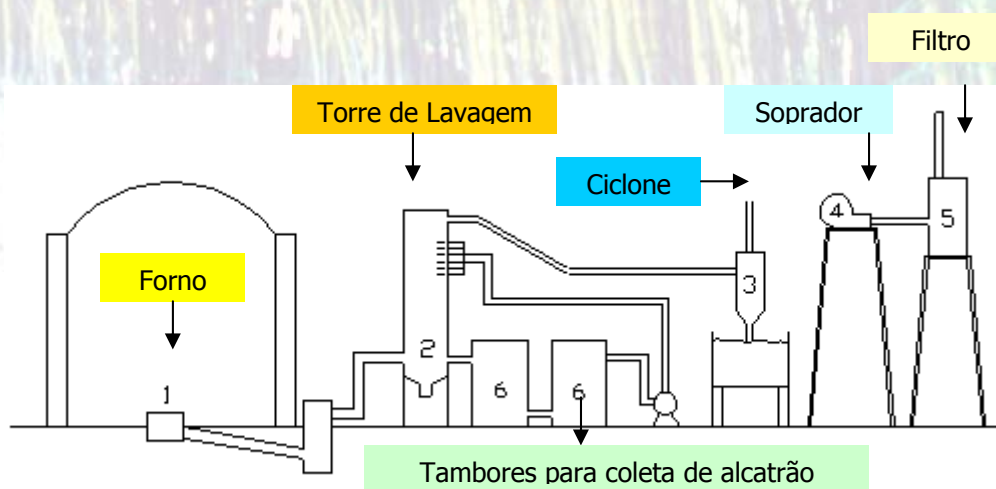 Filtro
Torre de Lavagem
Soprador
Ciclone
Forno
4
5
3
1
2
6
6
Tambores para coleta de alcatrão